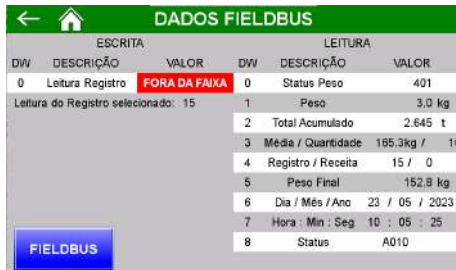 DADOS FIELDBUS
ESCRITA LEITURA
DW DESCRIÇÃO VALOR DW DESCRIÇÃO VALOR
0 Leitura Registro FORA DA FAIXA 0 Status Peso 401
Leitura do Registro selecionado: 15 1 Peso 3.0 kg
2 Total Acumulado 2.645 t
3 Média / Quantidade 165.3kg /
4 Registro / Receita 15 / 0
5 Peso Final 152.8 kg
6 Dia / Mês / Ano 23 / 05 / 2023
7 Hora : Min : Seg 10 : 05 : 25
FIELDBUS 8 Status A010